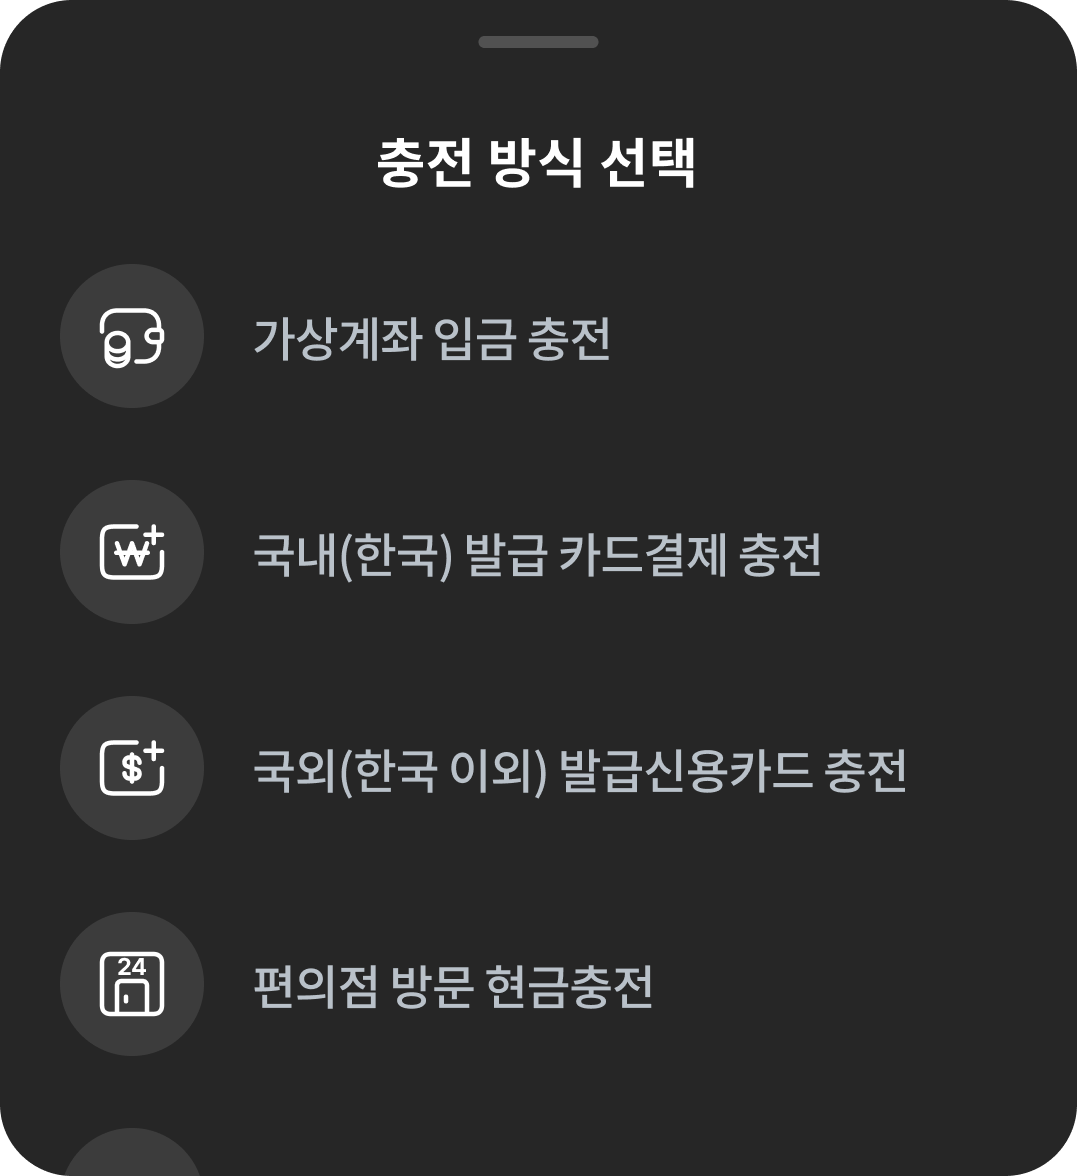 충전 방식 선택
가상계좌 입금 충전
국내(한국) 발급 카드결제 충전
국외(한국 이외) 발급신용카드 충전
24
편의점 방문 현금충전